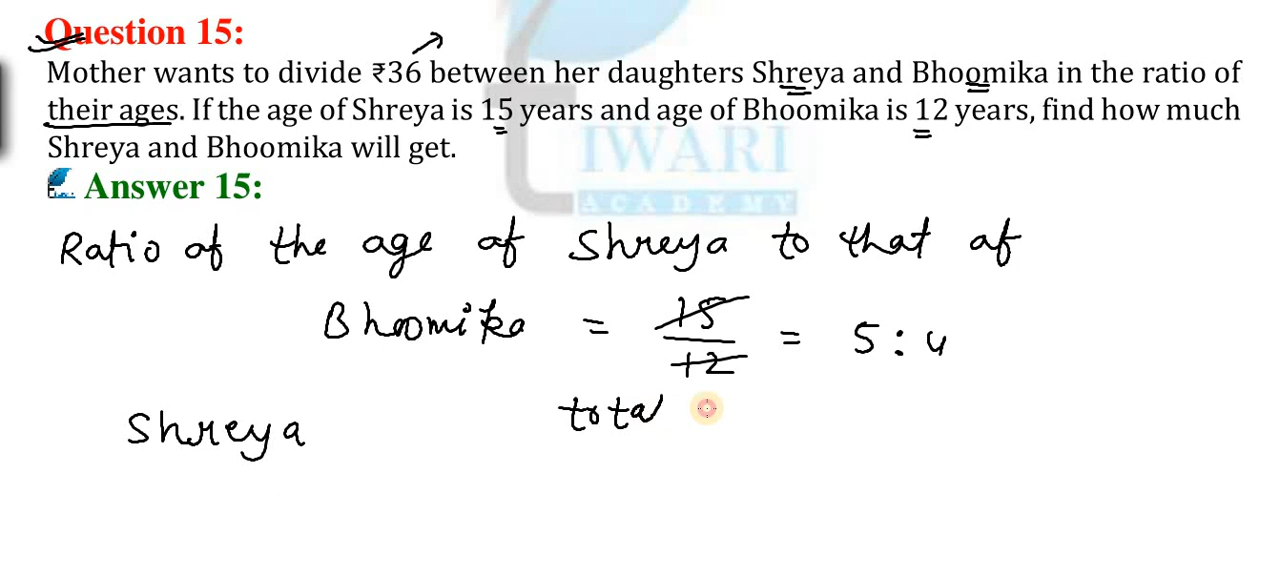 Question 15:
Mother wants to divide ₹36 between her daughters Shreya and Bhoomika in the ratio of
their ages. If the age of Shreya is 15 years and age of Bhoomika is 12 years, find how much
Shreya and Bhoomika will get.
IWARI
ACADEMY
Answer 15:
Ratio of the age of Shreya to that of
Bhoomika = 15/12 = 5:4
Shreya total